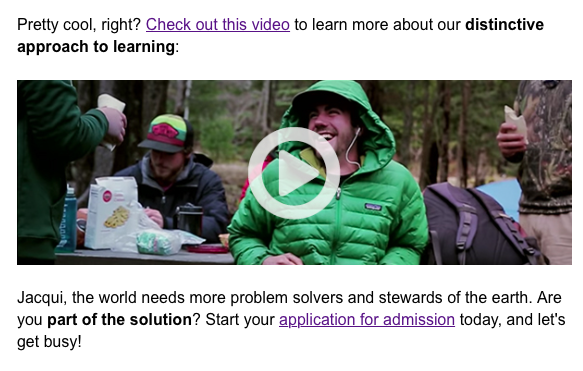 Pretty cool, right? Check out this video to learn more about our distinctive
approach to learning:
Jacqui, the world needs more problem solvers and stewards of the earth. Are
you part of the solution? Start your application for admission today, and let's
get busy!